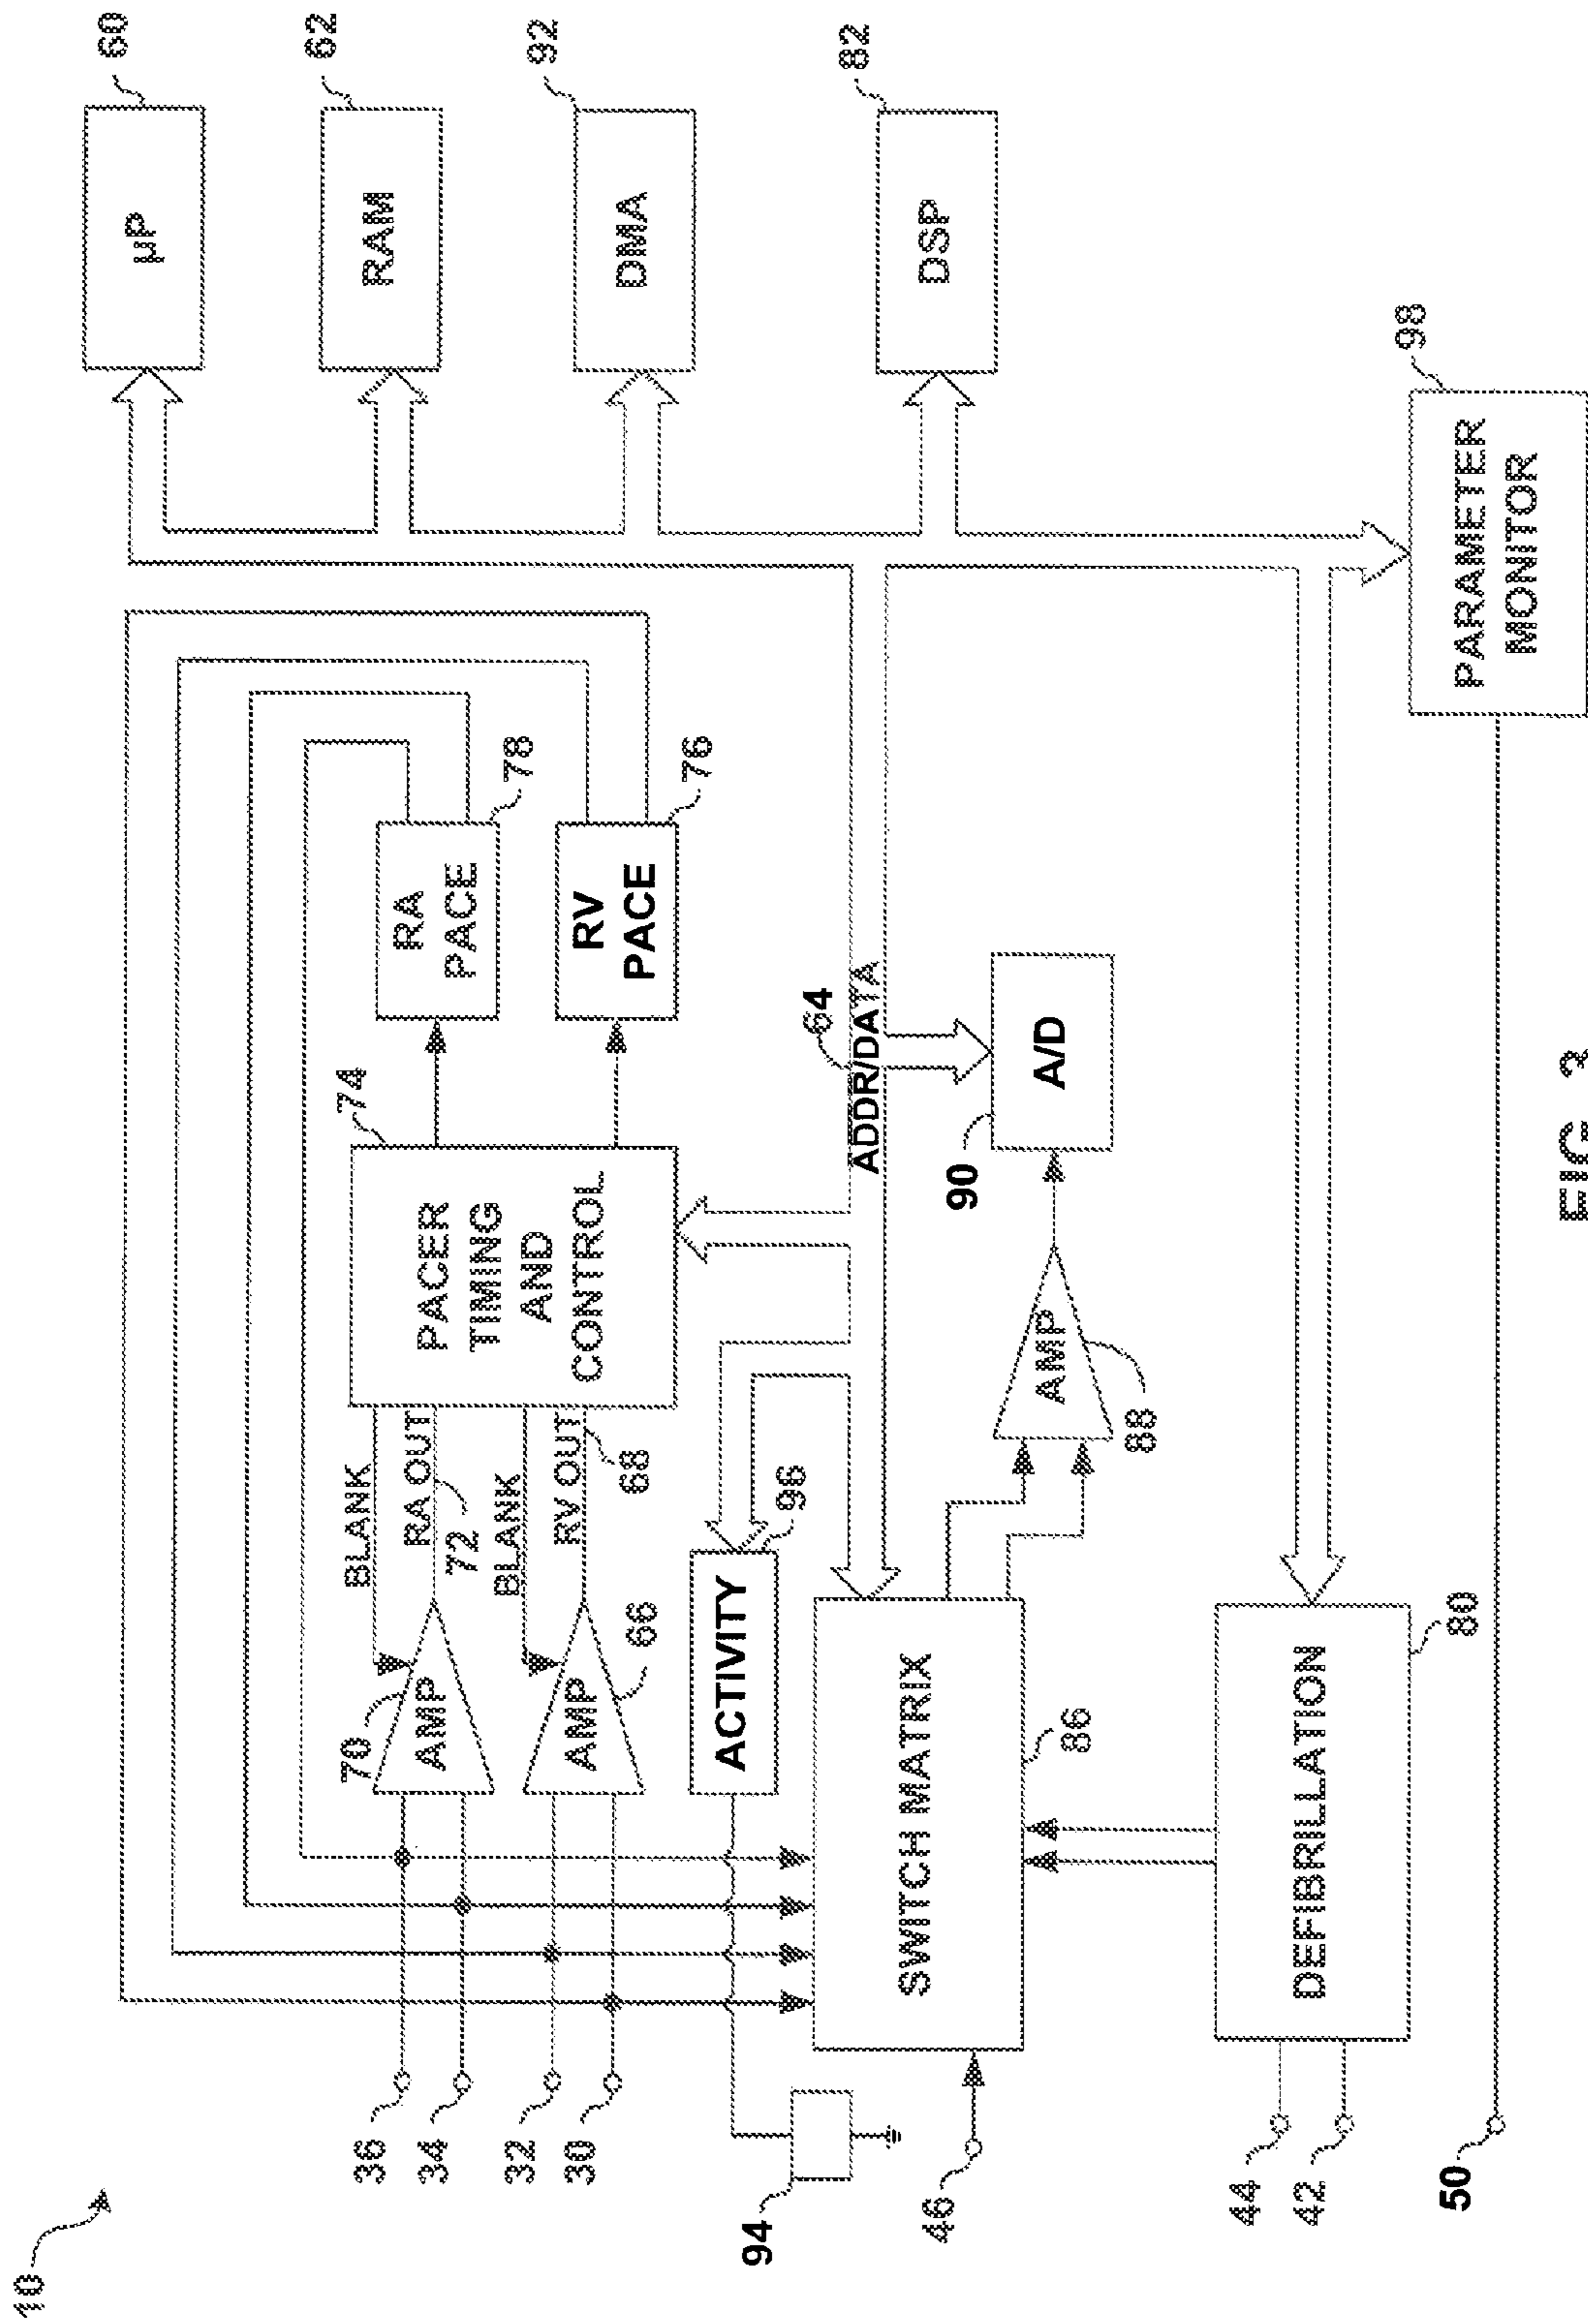 10
36
34
32
30
94
46
44
42
50
70
AMP
AMP
66
BLANK
RA OUT
72
BLANK
RV OUT
68
PACER
TIMING
AND
CONTROL
74
RA
PACE
78
RV
PACE
76
ACTIVITY
96
SWITCH MATRIX
86
AMP
88
A/D
90
64
ADDR/DATA
DEFIBRILLATION
80
µP
60
RAM
62
DMA
92
DSP
82
PARAMETER
MONITOR
98
FIG. 3